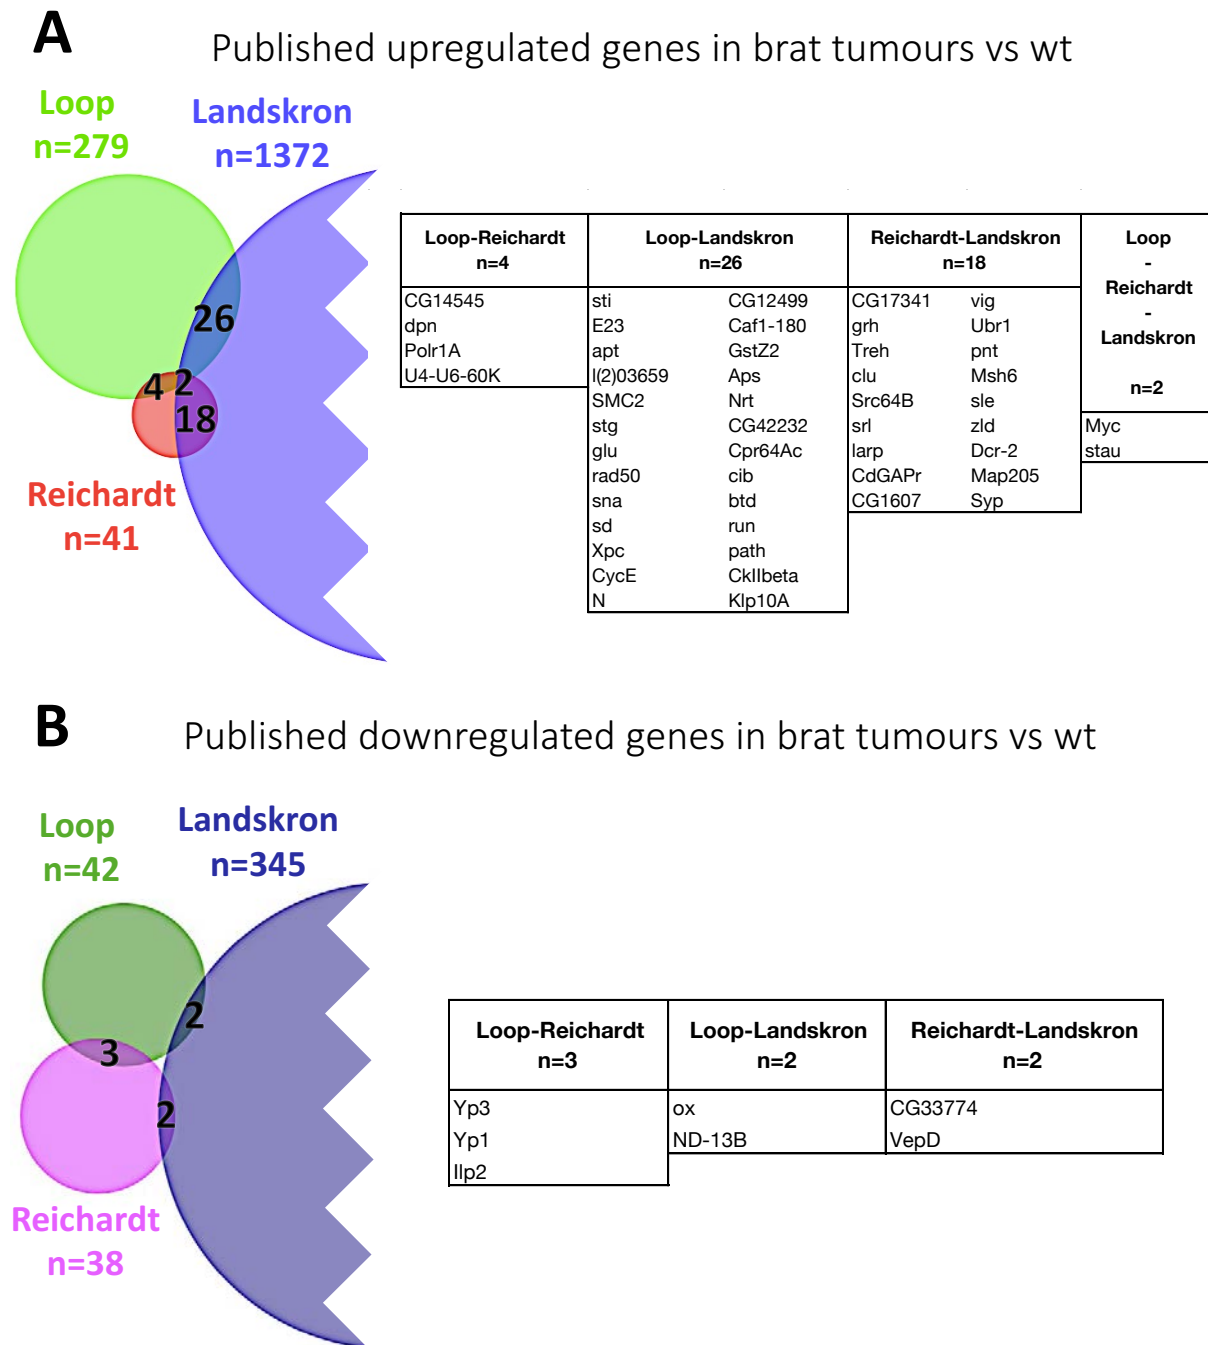 A
Published upregulated genes in brat tumours vs wt
Loop
n=279
Landskron
n=1372
26
4 2
18
Reichardt
n=41
Loop-Reichardt
n=4
CG14545
dpn
Polr1A
U4-U6-60K
Loop-Landskron
n=26
sti CG12499
E23 Caf1-180
apt GstZ2
l(2)03659 Aps
SMC2 Nrt
stg CG42232
glu Cpr64Ac
rad50 cib
sna btd
sd run
Xpc path
CycE CkIIbeta
N Klp10A
Reichardt-Landskron
n=18
CG17341 vig
grh Ubr1
Treh pnt
clu Msh6
Src64B sle
srl zld
larp Dcr-2
CdGAPr Map205
CG1607 Syp
Loop
-
Reichardt
-
Landskron
n=2
Myc
stau
B
Published downregulated genes in brat tumours vs wt
Loop
n=42
Landskron
n=345
2
3
2
Reichardt
n=38
Loop-Reichardt
n=3
Yp3
Yp1
Ilp2
Loop-Landskron
n=2
ox
ND-13B
Reichardt-Landskron
n=2
CG33774
VepD